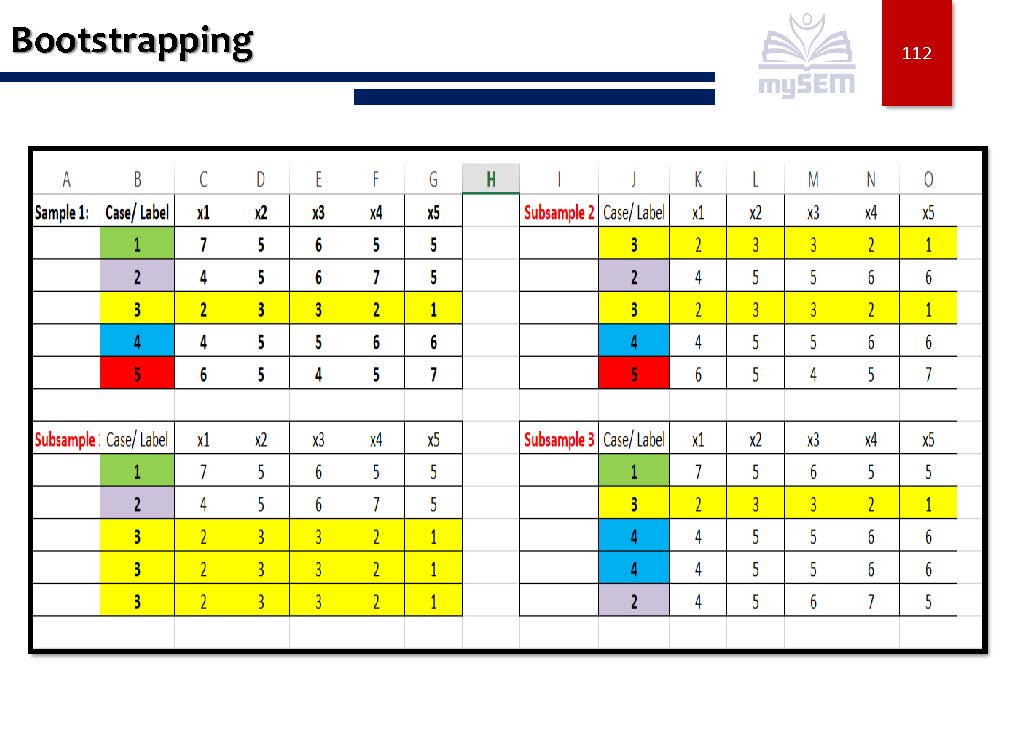 Bootstrapping
mySEM
112
A B C D E F G H I J K L M N O
Sample 1: Case/ Label x1 x2 x3 x4 x5 Subsample 2 Case/ Label x1 x2 x3 x4 x5
1 7 5 6 5 5 3 2 3 3 2 1
2 4 5 6 7 5 2 4 5 5 6 6
3 2 3 3 2 1 3 2 3 3 2 1
4 4 5 5 6 6 4 4 5 5 6 6
5 6 5 4 5 7 5 6 5 4 5 7
Subsample Case/ Label x1 x2 x3 x4 x5 Subsample 3 Case/ Label x1 x2 x3 x4 x5
1 7 5 6 5 5 1 7 5 6 5 5
2 4 5 6 7 5 3 2 3 3 2 1
3 2 3 3 2 1 4 4 5 5 6 6
3 2 3 3 2 1 4 4 5 5 6 6
3 2 3 3 2 1 2 4 5 6 7 5